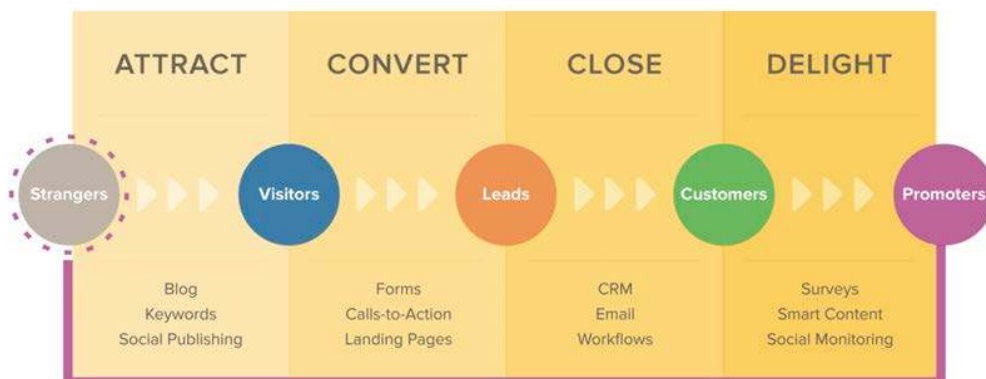 ATTRACT
CONVERT
CLOSE
DELIGHT
Strangers
Visitors
Leads
Customers
Promoters
Blog
Keywords
Social Publishing
Forms
Calls-to-Action
Landing Pages
CRM
Email
Workflows
Surveys
Smart Content
Social Monitoring